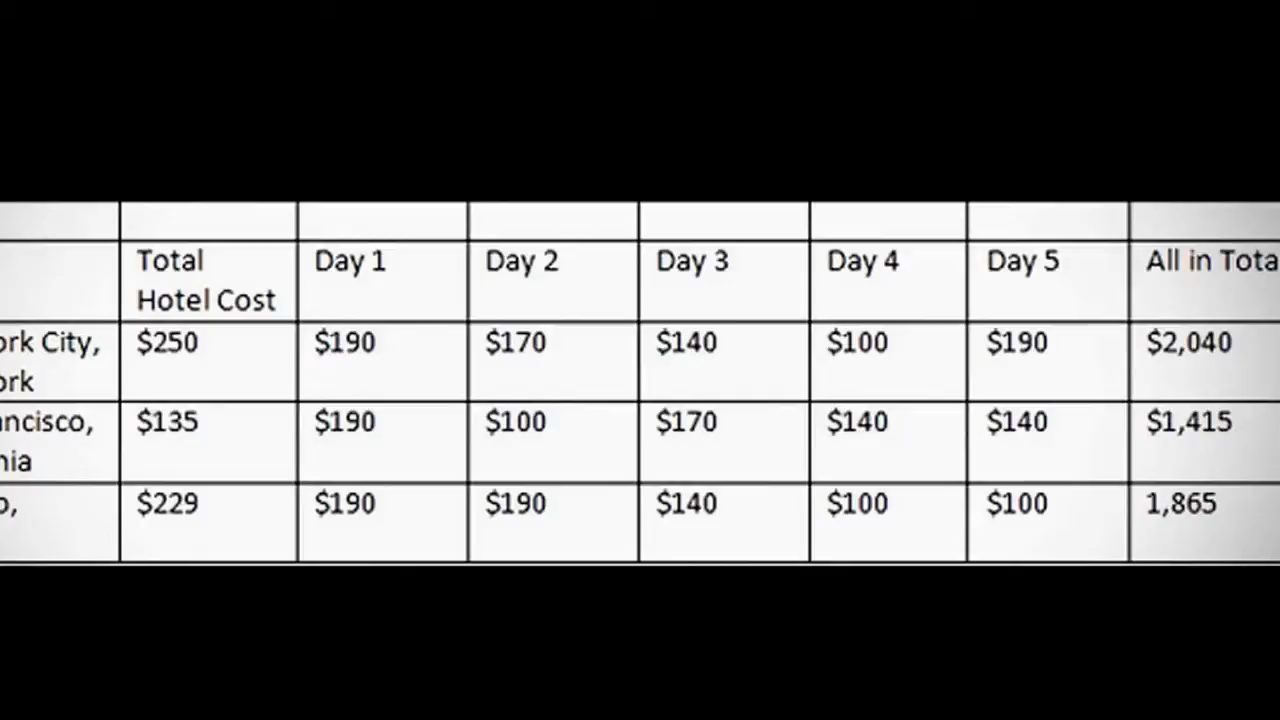 Total Day 1 Day 2 Day 3 Day 4 Day 5 All in Tota
Hotel Cost
ork City, $250 $190 $170 $140 $100 $190 $2,040
ork
ancisco, $135 $190 $100 $170 $140 $140 $1,415
nia
o, $229 $190 $190 $140 $100 $100 1,865